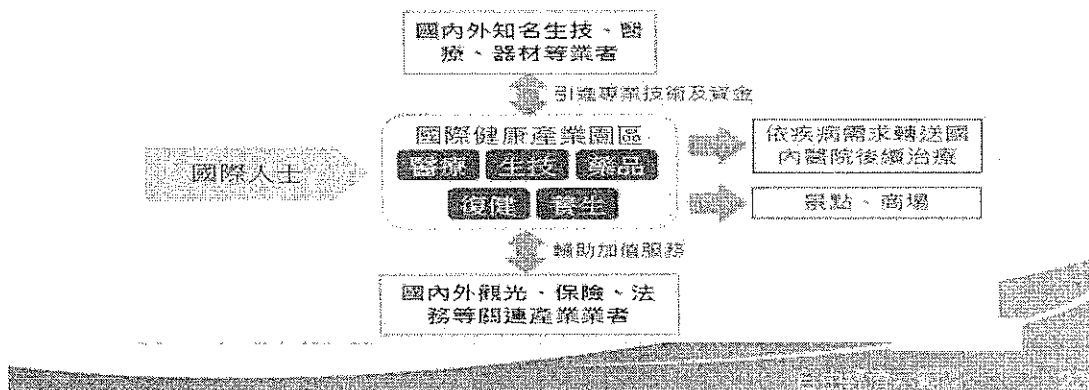 國內外知名生技、醫
療、器材等業者
引進專業技術及資金
國際健康產業園區
醫療 生技 藥品
復健 養生
國際人士
依疾病需求轉送國
內醫院後續治療
景點、商場
輔助加值服務
國內外觀光、保險、法
務等關連產業業者